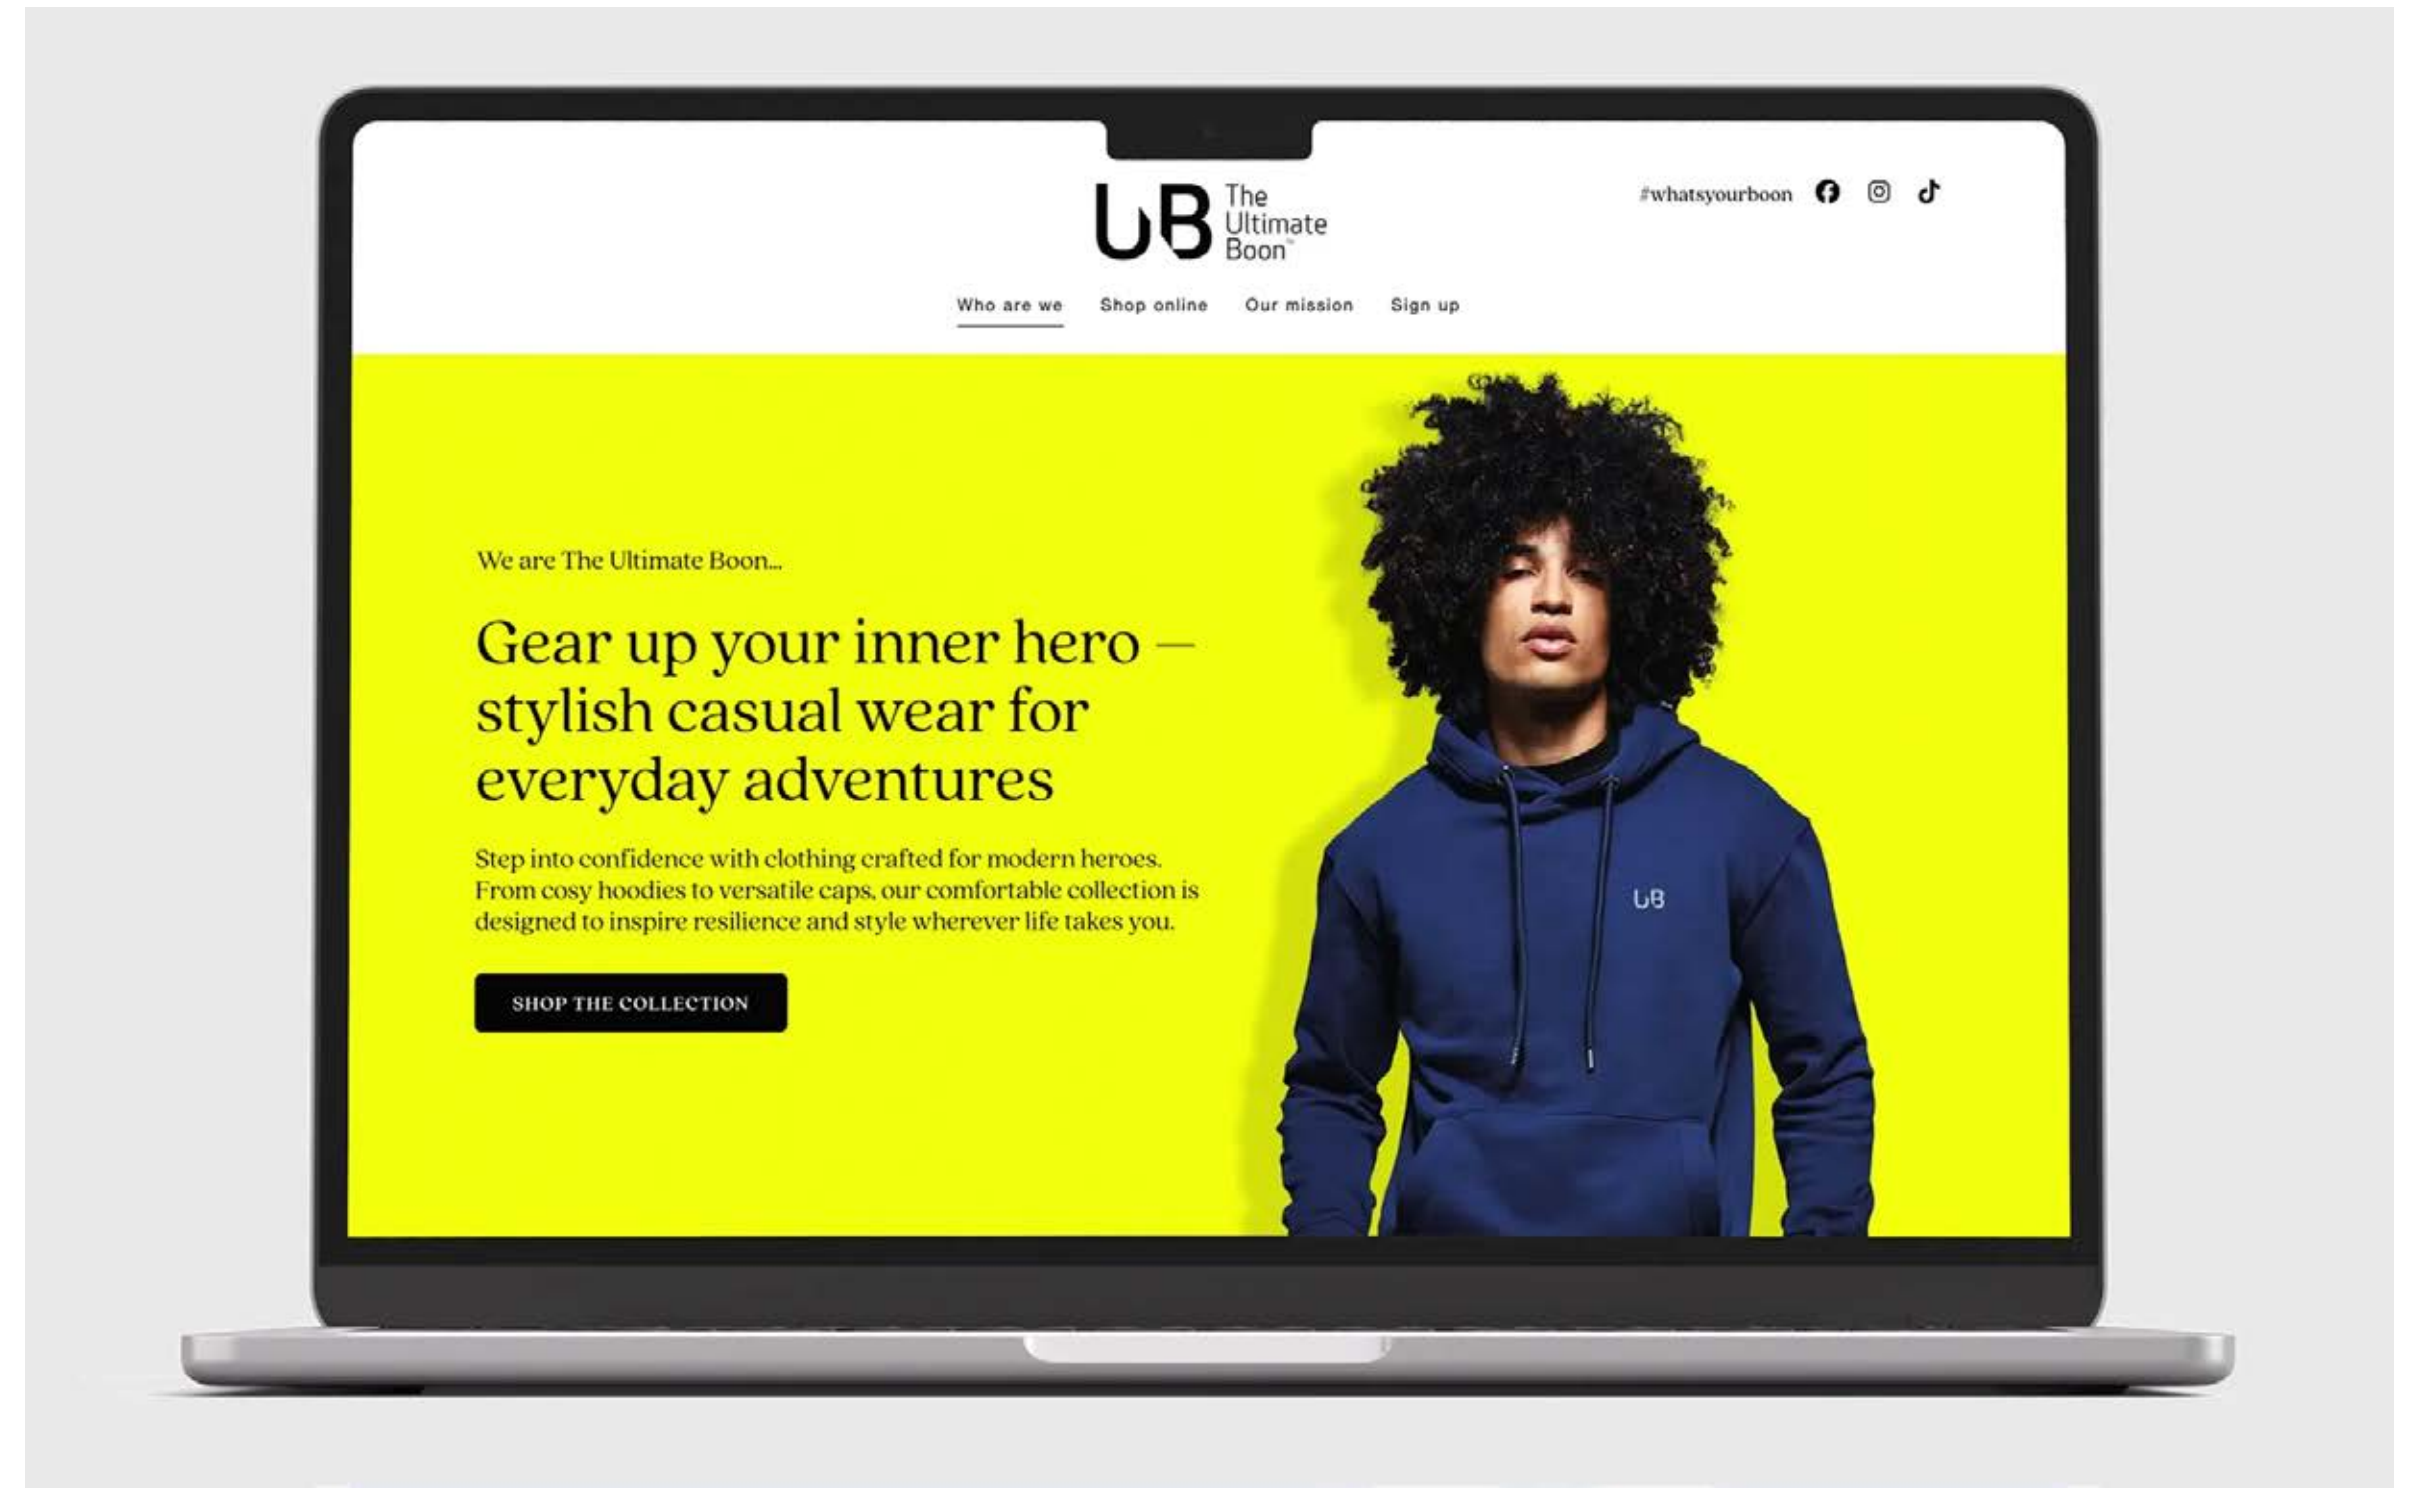 UB
The
Ultimate
Boon™
#whatsyourboon
Who are we
Shop online
Our mission
Sign up
We are The Ultimate Boon...
Gear up your inner hero —
stylish casual wear for
everyday adventures
Step into confidence with clothing crafted for modern heroes.
From cosy hoodies to versatile caps, our comfortable collection is
designed to inspire resilience and style wherever life takes you.
SHOP THE COLLECTION
UB